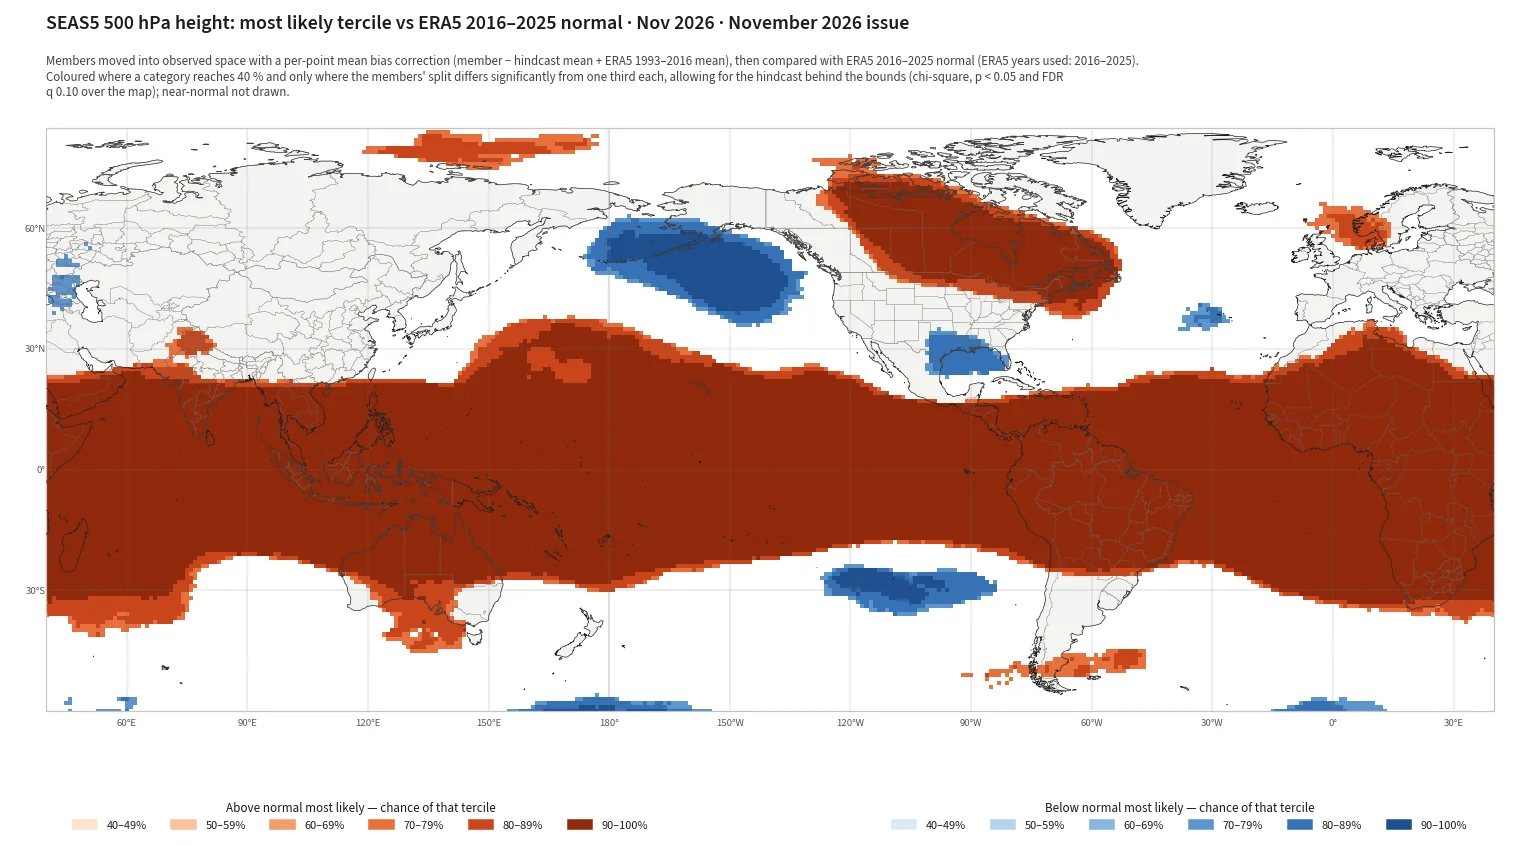 SEAS5 500 hPa height: most likely tercile vs ERA5 2016–2025 normal · Nov 2026 · November 2026 issue
Members moved into observed space with a per-point mean bias correction (member − hindcast mean + ERA5 1993–2016 mean), then compared with ERA5 2016–2025 normal (ERA5 years used: 2016–2025).
Coloured where a category reaches 40 % and only where the members' split differs significantly from one third each, allowing for the hindcast behind the bounds (chi-square, p < 0.05 and FDR
q 0.10 over the map); near-normal not drawn.
60°N
30°N
0°
30°S
60°E 90°E 120°E 150°E 180° 150°W 120°W 90°W 60°W 30°W 0° 30°E
Above normal most likely — chance of that tercile
40–49% 50–59% 60–69% 70–79% 80–89% 90–100%
Below normal most likely — chance of that tercile
40–49% 50–59% 60–69% 70–79% 80–89% 90–100%